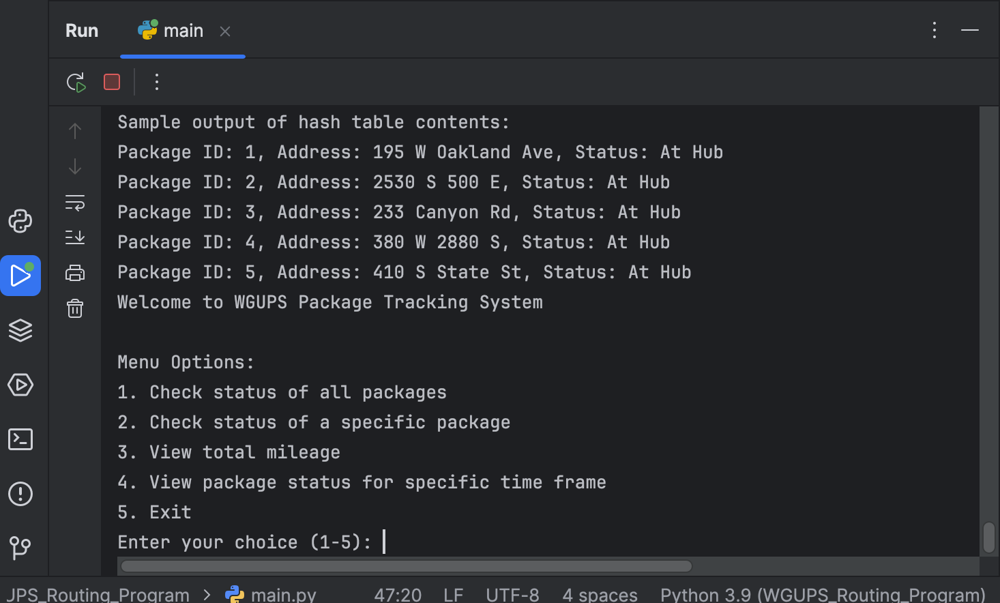 Run main
Sample output of hash table contents:
Package ID: 1, Address: 195 W Oakland Ave, Status: At Hub
Package ID: 2, Address: 2530 S 500 E, Status: At Hub
Package ID: 3, Address: 233 Canyon Rd, Status: At Hub
Package ID: 4, Address: 380 W 2880 S, Status: At Hub
Package ID: 5, Address: 410 S State St, Status: At Hub
Welcome to WGUPS Package Tracking System
Menu Options:
1. Check status of all packages
2. Check status of a specific package
3. View total mileage
4. View package status for specific time frame
5. Exit
Enter your choice (1-5):
JPS_Routing_Program > main.py 47:20 LF UTF-8 4 spaces Python 3.9 (WGUPS_Routing_Program)